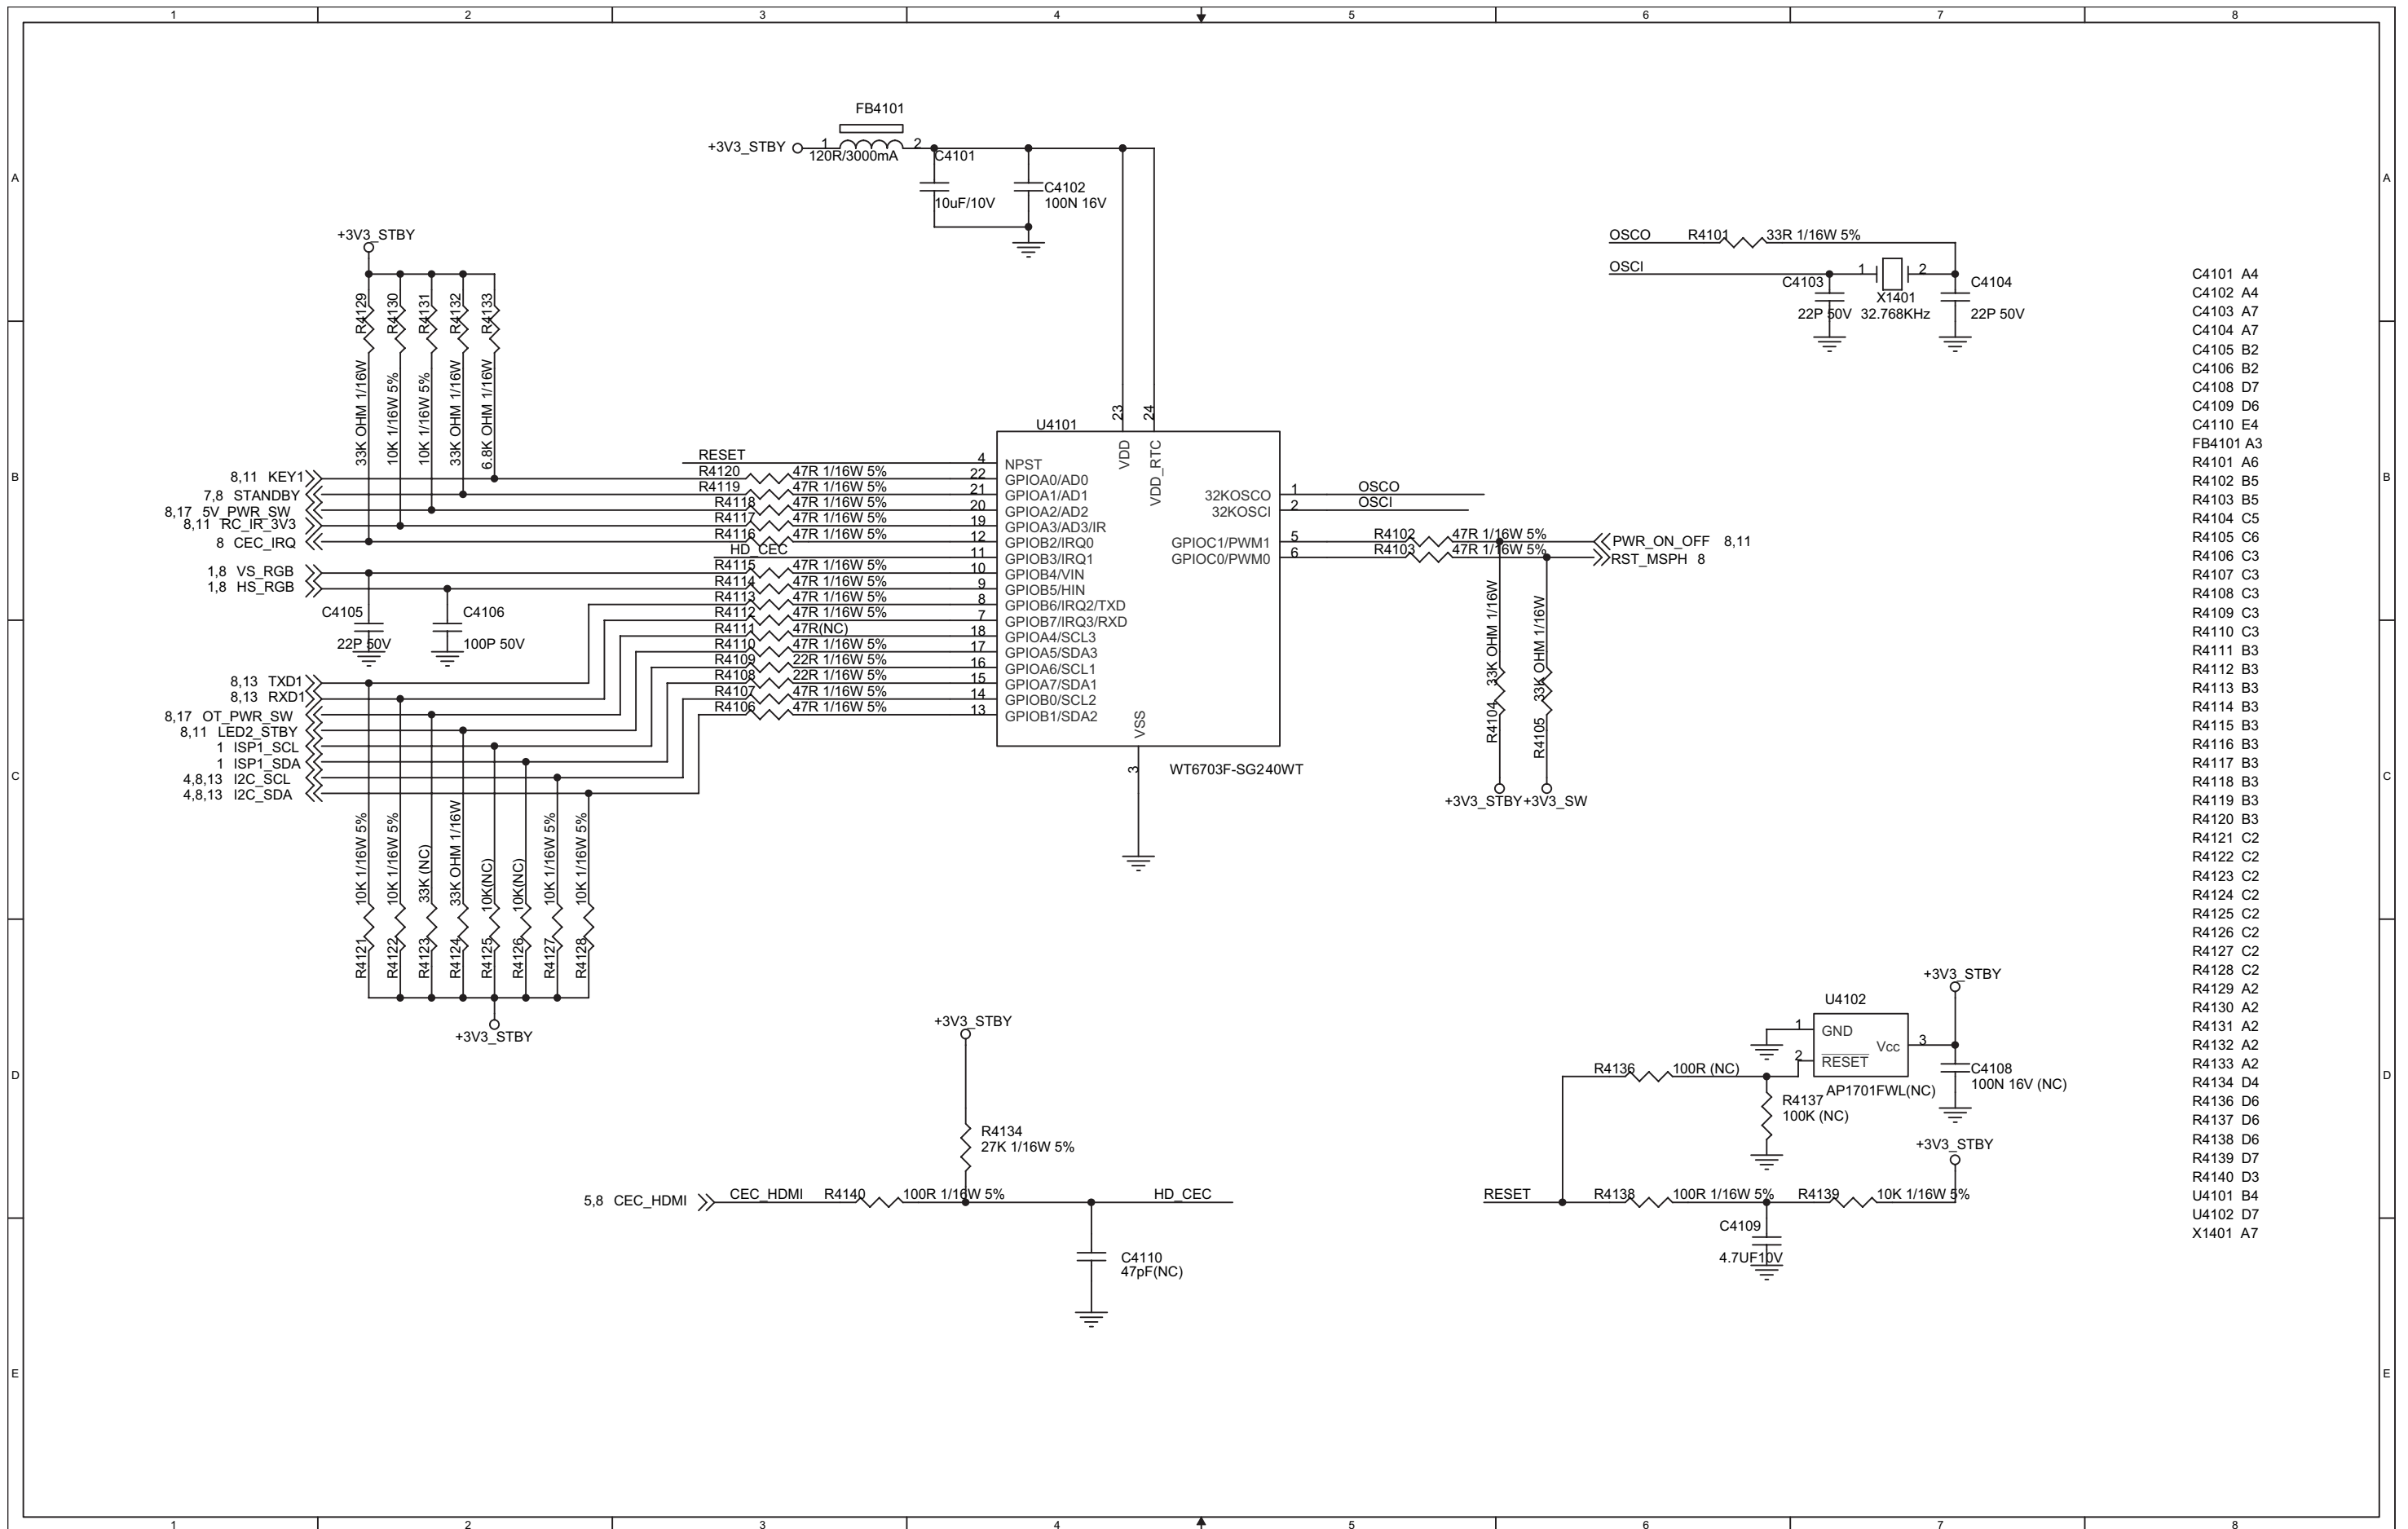 1 2 3 4 5 6 7 8
A
FB4101
+3V3_STBY 1 2
120R/3000mA
C4101
10uF/10V
C4102
100N 16V
+3V3_STBY
R4129
R4130
R4131
R4132
R4133
33K OHM 1/16W
10K 1/16W 5%
10K 1/16W 5%
33K OHM 1/16W
6.8K OHM 1/16W
OSCO R4101 33R 1/16W 5%
OSCI 1 2
C4103
22P 50V
X1401
32.768KHz
C4104
22P 50V
A
B
8,11 KEY1
7,8 STANDBY
8,17 5V_PWR_SW
8,11 RC_IR_3V3
8 CEC_IRQ
1,8 VS_RGB
1,8 HS_RGB
C4105
22P 50V
C4106
100P 50V
U4101
23 24
VDD
VDD_RTC
RESET 4 NPST
R4120 47R 1/16W 5% 22 GPIOA0/AD0
R4119 47R 1/16W 5% 21 GPIOA1/AD1
R4118 47R 1/16W 5% 20 GPIOA2/AD2
R4117 47R 1/16W 5% 19 GPIOA3/AD3/IR
R4116 47R 1/16W 5% 12 GPIOB2/IRQ0
HD_CEC 11 GPIOB3/IRQ1
R4115 47R 1/16W 5% 10 GPIOB4/VIN
R4114 47R 1/16W 5% 9 GPIOB5/HIN
R4113 47R 1/16W 5% 8 GPIOB6/IRQ2/TXD
R4112 47R 1/16W 5% 7 GPIOB7/IRQ3/RXD
R4111 47R(NC) 18 GPIOA4/SCL3
R4110 47R 1/16W 5% 17 GPIOA5/SDA3
R4109 22R 1/16W 5% 16 GPIOA6/SCL1
R4108 22R 1/16W 5% 15 GPIOA7/SDA1
R4107 47R 1/16W 5% 14 GPIOB0/SCL2
R4106 47R 1/16W 5% 13 GPIOB1/SDA2
VSS
3
WT6703F-SG240WT
32KOSCO 1 OSCO
32KOSCI 2 OSCI
GPIOC1/PWM1 5 R4102 47R 1/16W 5% PWR_ON_OFF 8,11
GPIOC0/PWM0 6 R4103 47R 1/16W 5% RST_MSPH 8
33K OHM 1/16W
R4104
33K OHM 1/16W
R4105
+3V3_STBY +3V3_SW
B
C
8,13 TXD1
8,13 RXD1
8,17 OT_PWR_SW
8,11 LED2_STBY
1 ISP1_SCL
1 ISP1_SDA
4,8,13 I2C_SCL
4,8,13 I2C_SDA
10K 1/16W 5%
10K 1/16W 5%
33K (NC)
33K OHM 1/16W
10K(NC)
10K(NC)
10K 1/16W 5%
10K 1/16W 5%
R4121
R4122
R4123
R4124
R4125
R4126
R4127
R4128
+3V3_STBY
C
D
+3V3_STBY
R4134
27K 1/16W 5%
5,8 CEC_HDMI CEC_HDMI R4140 100R 1/16W 5% HD_CEC
C4110
47pF(NC)
+3V3_STBY
U4102
1 GND
2 RESET
Vcc 3
AP1701FWL(NC)
C4108
100N 16V (NC)
R4136 100R (NC)
R4137
100K (NC)
+3V3_STBY
RESET R4138 100R 1/16W 5% R4139 10K 1/16W 5%
C4109
4.7UF10V
D
E
E
C4101 A4
C4102 A4
C4103 A7
C4104 A7
C4105 B2
C4106 B2
C4108 D7
C4109 D6
C4110 E4
FB4101 A3
R4101 A6
R4102 B5
R4103 B5
R4104 C5
R4105 C6
R4106 C3
R4107 C3
R4108 C3
R4109 C3
R4110 C3
R4111 B3
R4112 B3
R4113 B3
R4114 B3
R4115 B3
R4116 B3
R4117 B3
R4118 B3
R4119 B3
R4120 B3
R4121 C2
R4122 C2
R4123 C2
R4124 C2
R4125 C2
R4126 C2
R4127 C2
R4128 C2
R4129 A2
R4130 A2
R4131 A2
R4132 A2
R4133 A2
R4134 D4
R4136 D6
R4137 D6
R4138 D6
R4139 D7
R4140 D3
U4101 B4
U4102 D7
X1401 A7
1 2 3 4 5 6 7 8